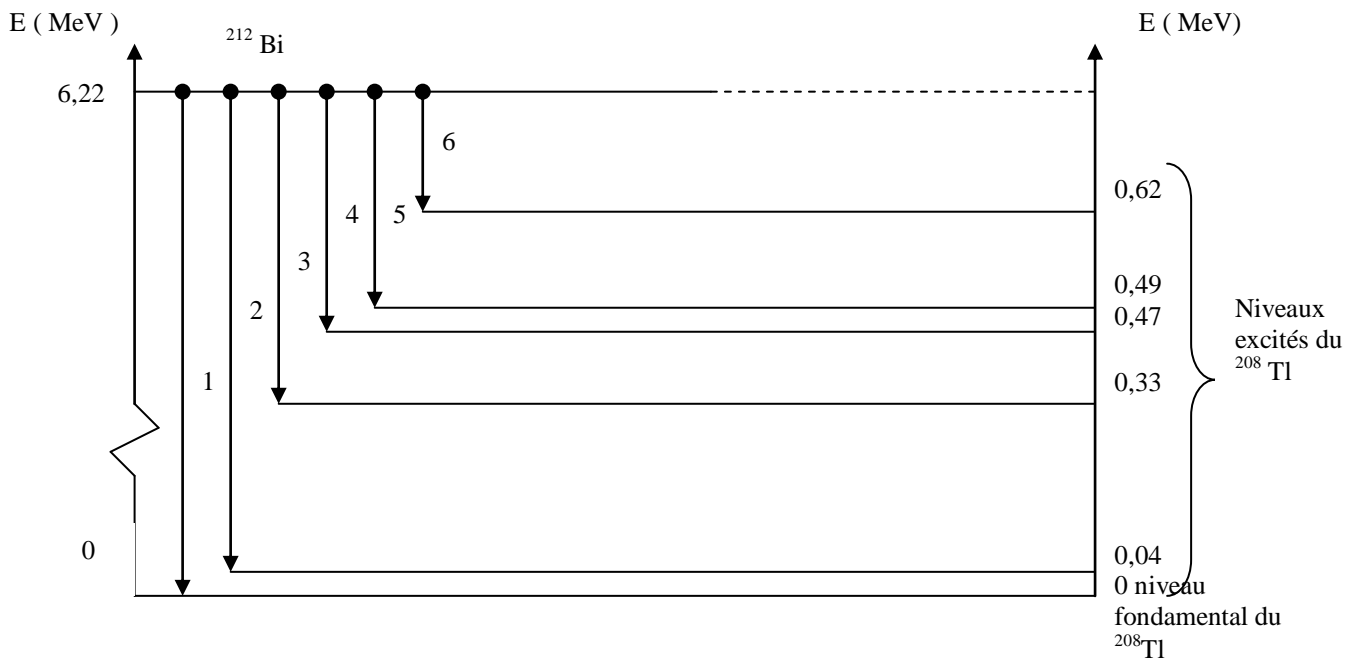 E ( MeV )
E ( MeV)
²¹² Bi
6,22
6
0,62
4
5
3
0,49
2
0,47
Niveaux
excités du
²⁰⁸ Tl
1
0,33
0
0,04
0 niveau
fondamental du
²⁰⁸Tl